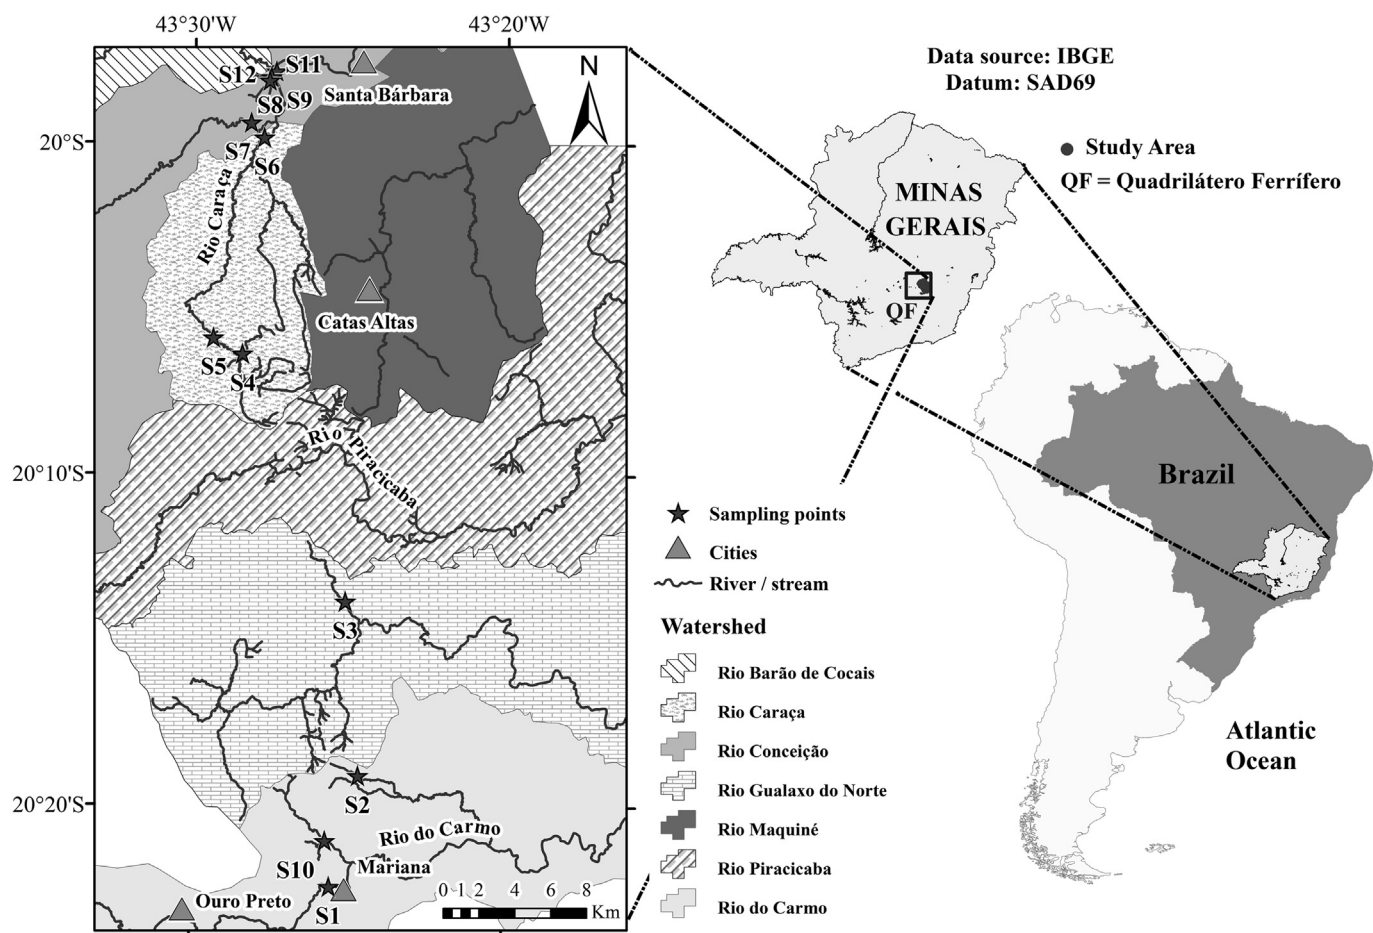 43°30'W
43°20'W
S12
S11
S8
S9
Santa Bárbara
20°S
S7
S6
Rio Caraça
N
Catas Altas
S5
S4
Rio Piracicaba
20°10'S
S3
20°20'S
S2
Rio do Carmo
S10
Mariana
Ouro Preto
S1
0 1 2 4 6 8
Km
Data source: IBGE
Datum: SAD69
Study Area
QF = Quadrilátero Ferrífero
MINAS
GERAIS
QF
Brazil
Atlantic
Ocean
Sampling points
Cities
River / stream
Watershed
Rio Barão de Cocais
Rio Caraça
Rio Conceição
Rio Gualaxo do Norte
Rio Maquiné
Rio Piracicaba
Rio do Carmo